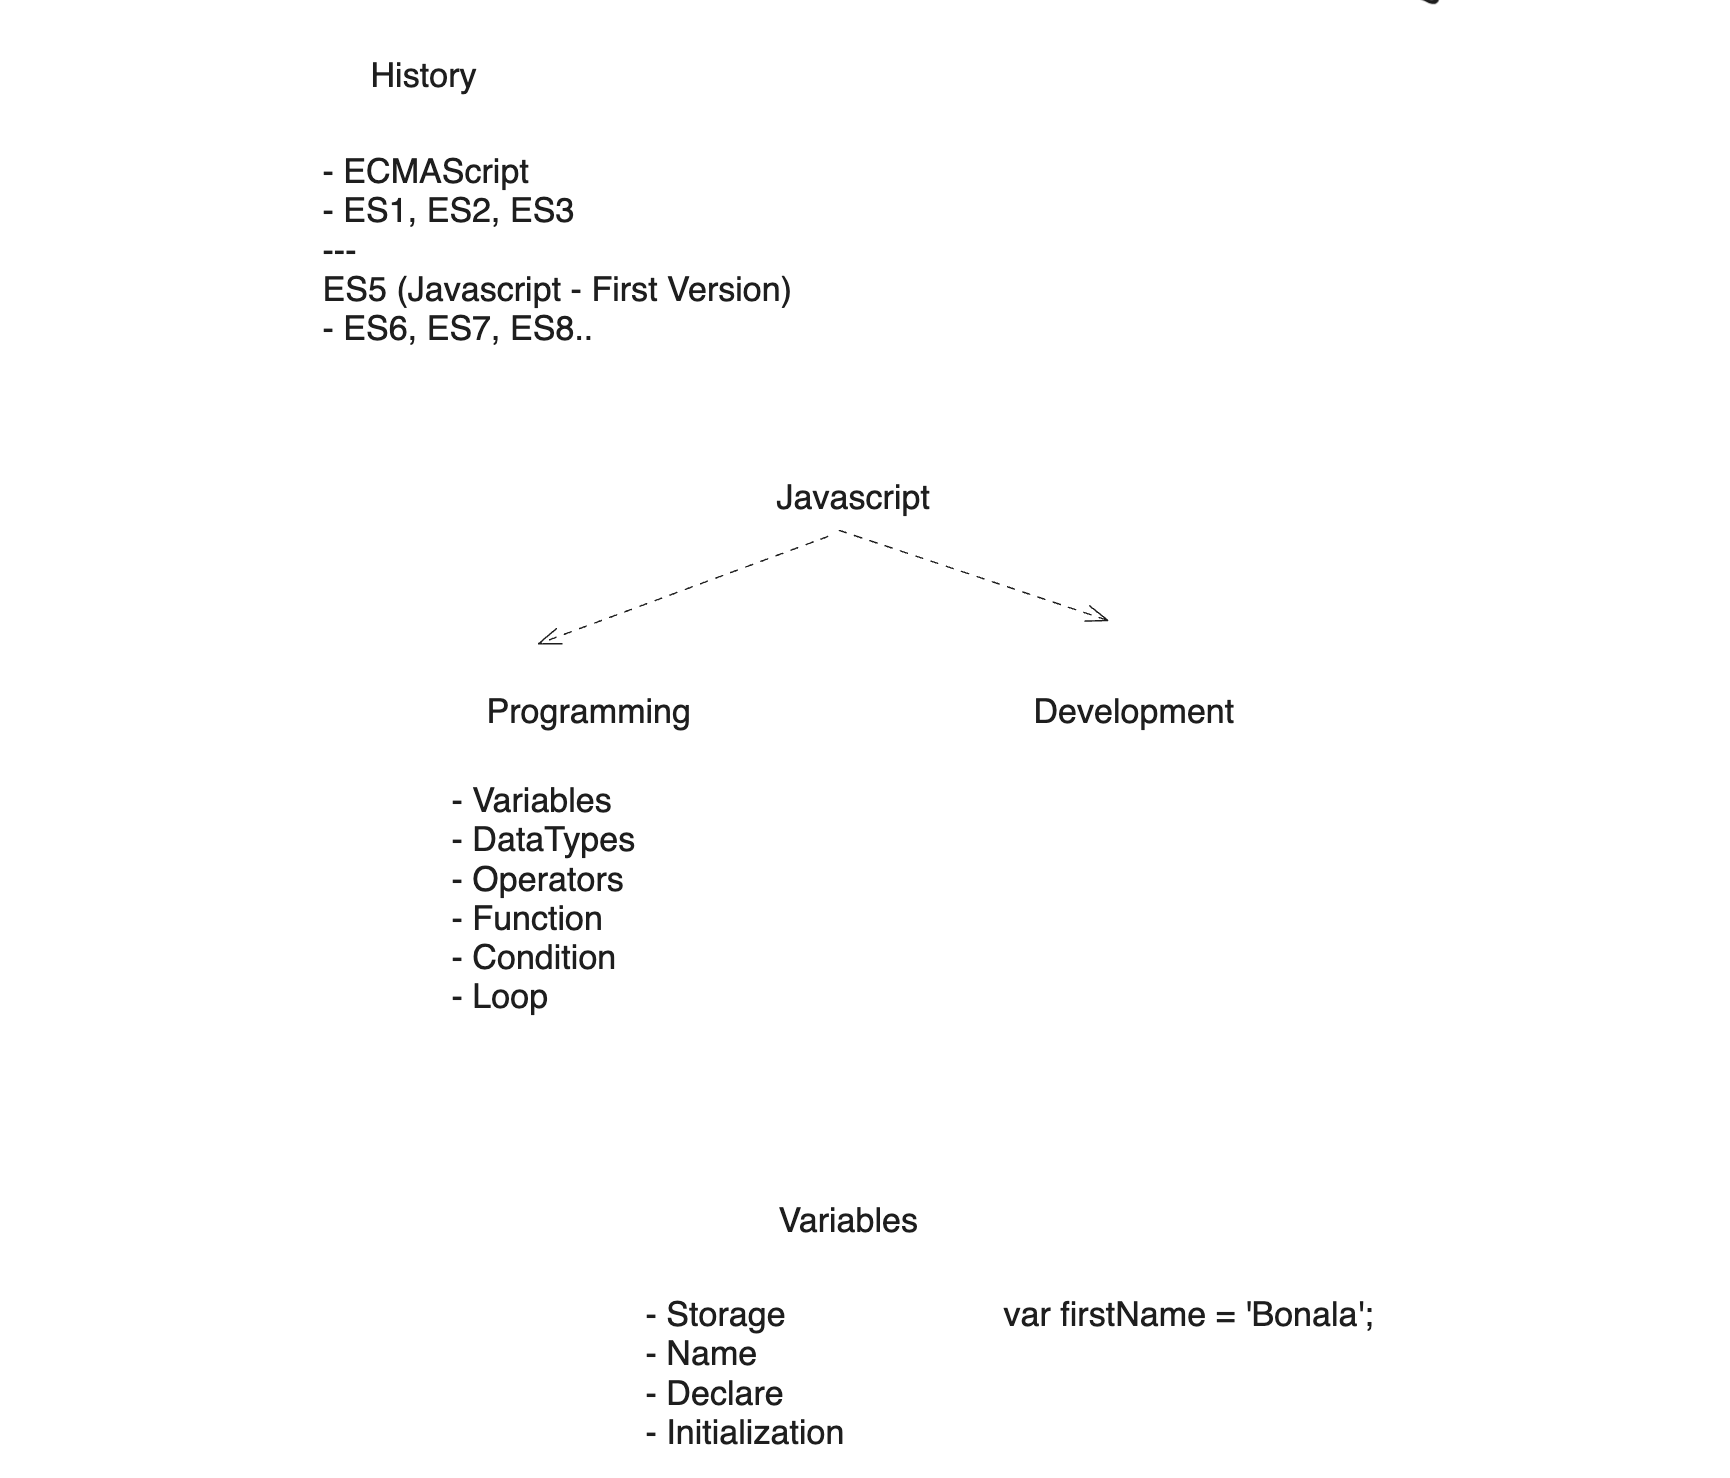 History
- ECMAScript
- ES1, ES2, ES3
---
ES5 (Javascript - First Version)
- ES6, ES7, ES8..
Javascript
Programming
Development
- Variables
- DataTypes
- Operators
- Function
- Condition
- Loop
Variables
- Storage
- Name
- Declare
- Initialization
var firstName = 'Bonala';